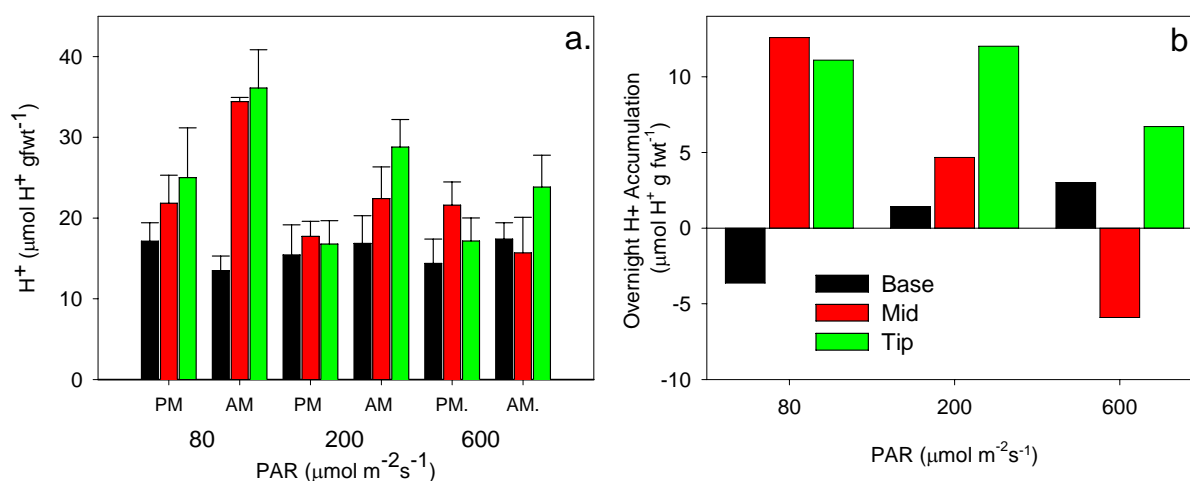 a.
H⁺ (μmol H⁺ gfwt⁻¹)
40
30
20
10
0
PM AM PM AM PM. AM.
80 200 600
PAR (μmol m⁻²s⁻¹)
b
Overnight H+ Accumulation
(μmol H⁺ g fwt⁻¹)
10
5
0
-5
-10
Base
Mid
Tip
80 200 600
PAR (μmol m⁻²s⁻¹)